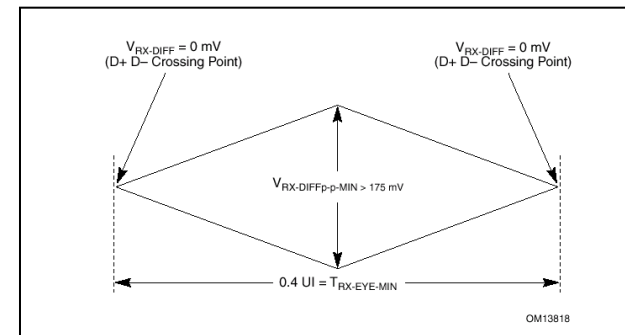 V_RX-DIFF = 0 mV
(D+ D– Crossing Point)
V_RX-DIFF = 0 mV
(D+ D– Crossing Point)
V_RX-DIFFp-p-MIN > 175 mV
0.4 UI = T_RX-EYE-MIN
OM13818